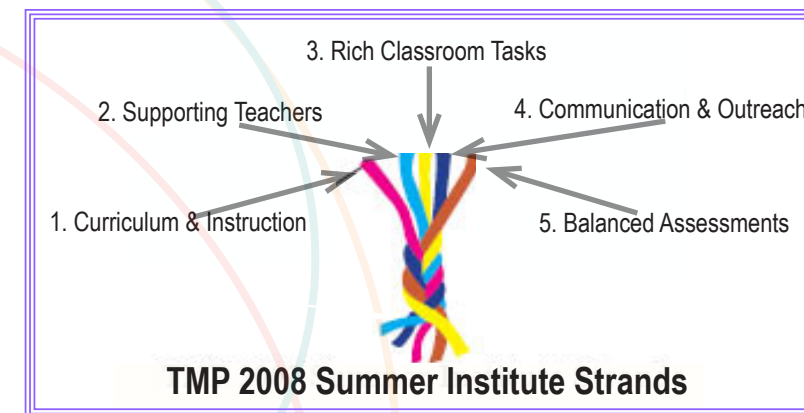 3. Rich Classroom Tasks
2. Supporting Teachers
4. Communication & Outreach
1. Curriculum & Instruction
5. Balanced Assessments
TMP 2008 Summer Institute Strands